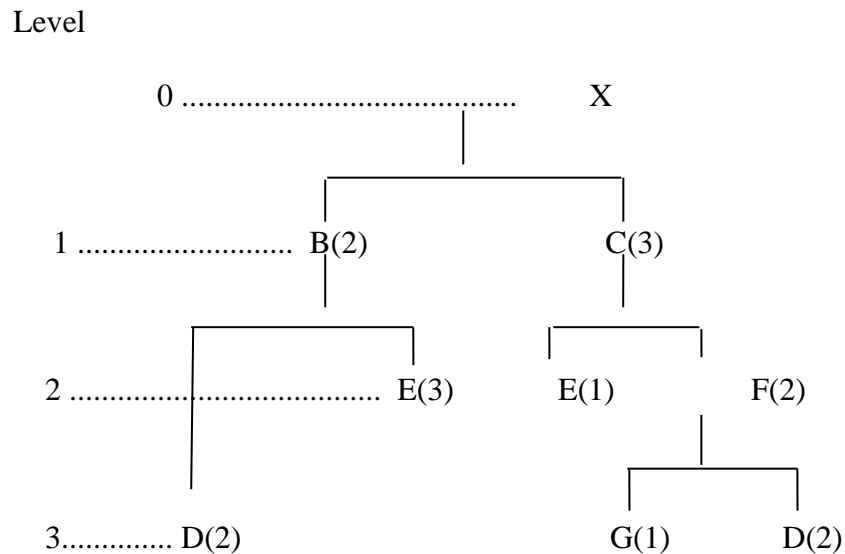 Level
0 ......................................... X
1 .......................... B(2) C(3)
2 ...................................... E(3) E(1) F(2)
3............. D(2) G(1) D(2)